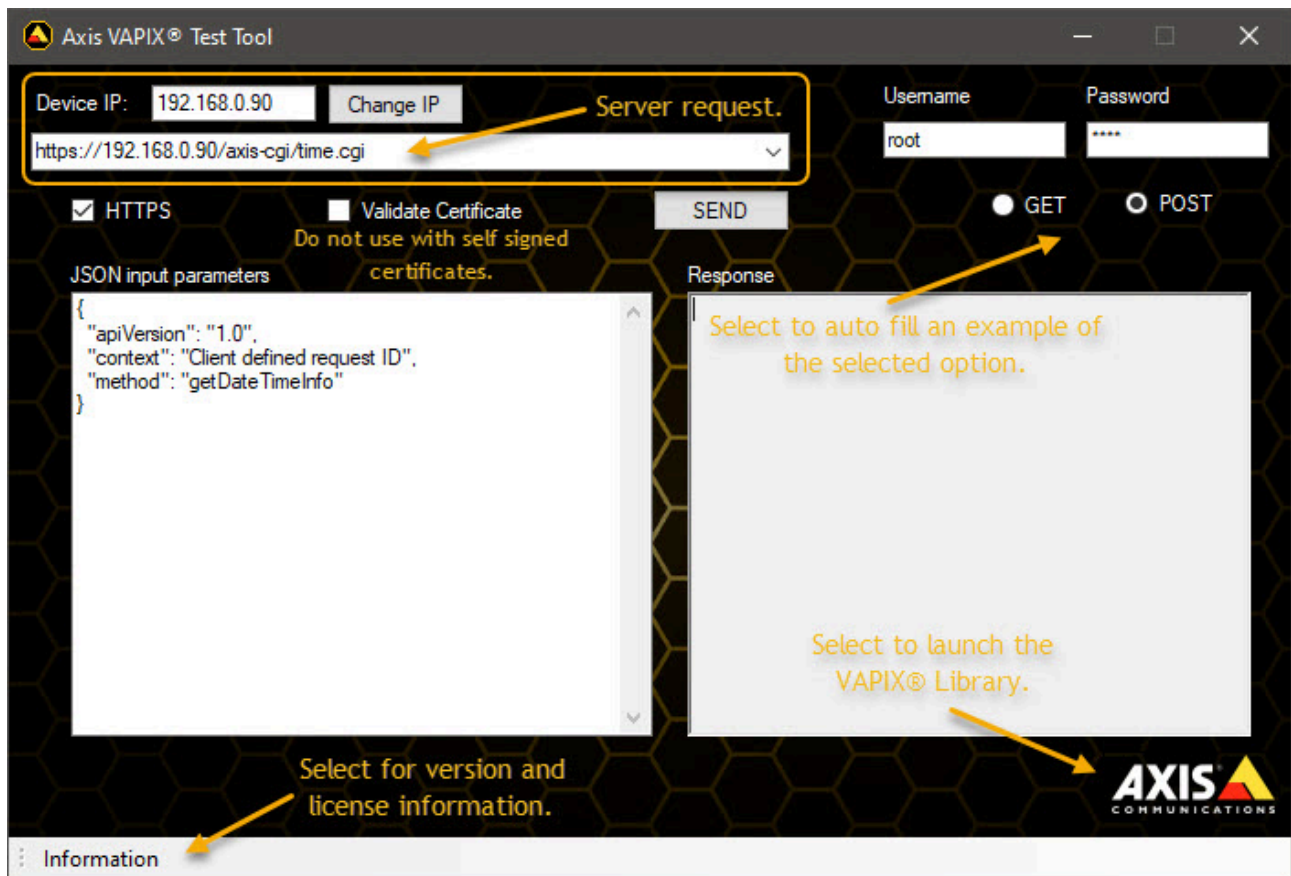 Axis VAPIX® Test Tool
Device IP:
192.168.0.90
Change IP
Server request.
Username
Password
https://192.168.0.90/axis-cgi/time.cgi
root
****
HTTPS
Validate Certificate
SEND
GET
POST
Do not use with self signed
certificates.
JSON input parameters
Response
{
"apiVersion": "1.0",
"context": "Client defined request ID",
"method": "getDateTimeInfo"
}
Select to auto fill an example of
the selected option.
Select to launch the
VAPIX® Library.
Select for version and
license information.
AXIS
COMMUNICATIONS
Information